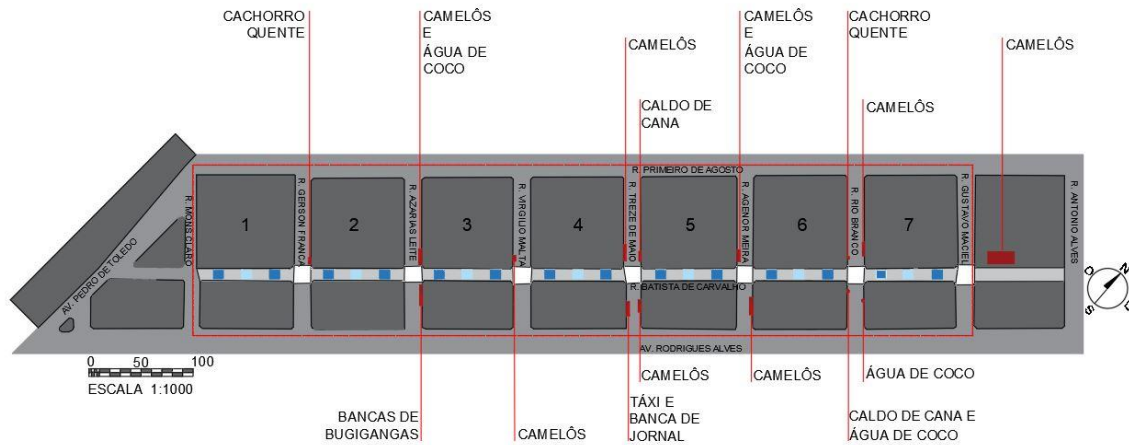 CACHORRO
QUENTE
CAMELÔS
E
ÁGUA DE
COCO
CAMELÔS
CALDO DE
CANA
CAMELÔS
E
ÁGUA DE
COCO
CACHORRO
QUENTE
CAMELÔS
CAMELÔS
R. PRIMEIRO DE AGOSTO
R. MONS CLARO
R. GERSON FRANÇA
R. AZARIAS LEITE
R. VIRGILIO MALTA
R. TREZE DE MAIO
R. AGENOR MEIRA
R. RIO BRANCO
R. GUSTAVO MACIEL
R. ANTONIO ALVES
1
2
3
4
5
6
7
AV. PEDRO DE TOLEDO
R. BATISTA DE CARVALHO
AV. RODRIGUES ALVES
O
N
S
L
0 50 100
ESCALA 1:1000
BANCAS DE
BUGIGANGAS
CAMELÔS
TÁXI E
BANCA DE
JORNAL
CAMELÔS
CAMELÔS
CALDO DE CANA E
ÁGUA DE COCO
ÁGUA DE COCO